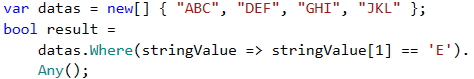 var datas = new[] { "ABC", "DEF", "GHI", "JKL" };
bool result =
    datas.Where(stringValue => stringValue[1] == 'E').
    Any();